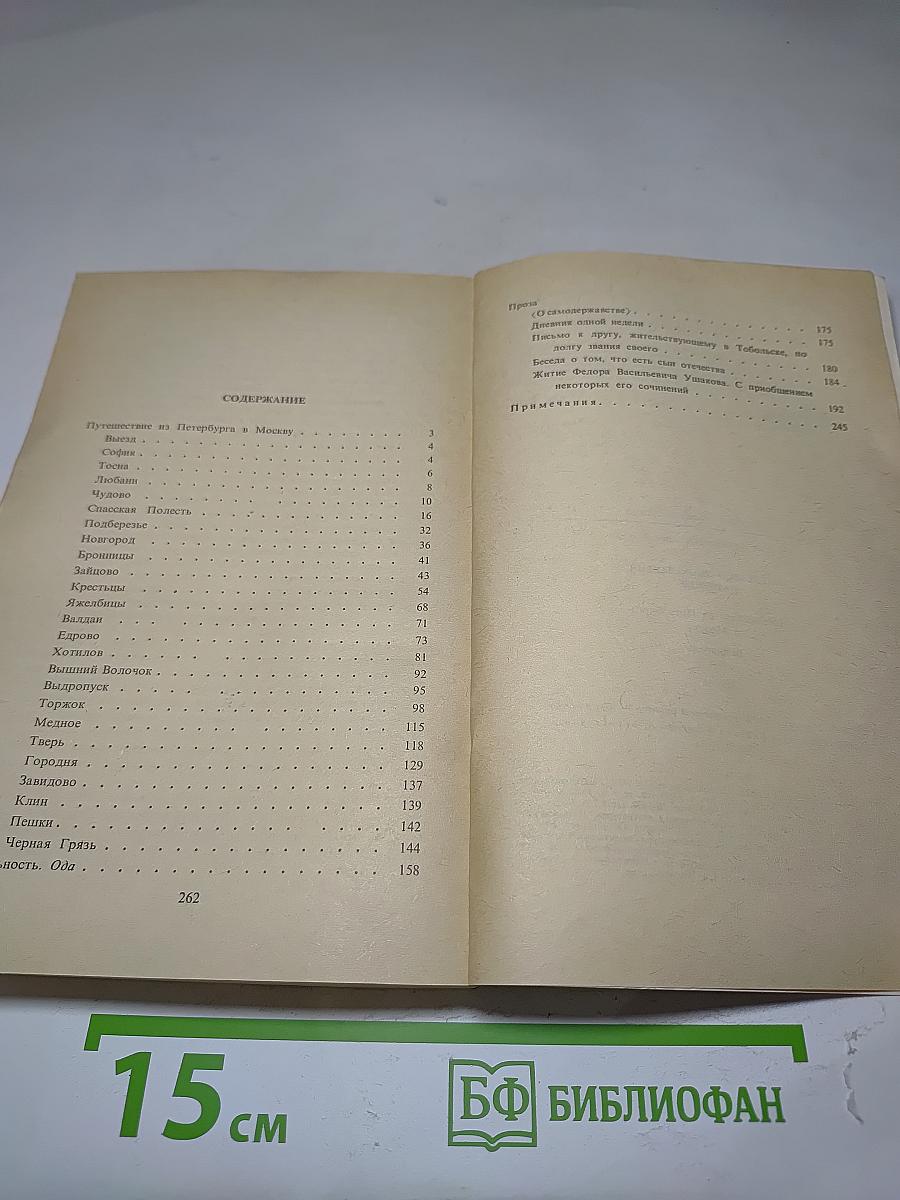 СОДЕРЖАНИЕ
Путешествие из Петербурга в Москву . . . . . . . 3
Выезд . . . . . . . . . . . . . . . . . 4
София . . . . . . . . . . . . . . . . . 4
Тосна . . . . . . . . . . . . . . . . . 6
Любани . . . . . . . . . . . . . . . . . 8
Чудово . . . . . . . . . . . . . . . . . 10
Спасская Полесть . . . . . . . . . . . . . 16
Подберезье . . . . . . . . . . . . . . . 32
Новгород . . . . . . . . . . . . . . . . 36
Бронницы . . . . . . . . . . . . . . . . 41
Зайцово . . . . . . . . . . . . . . . . 43
Крестьцы . . . . . . . . . . . . . . . . 54
Яжелбицы . . . . . . . . . . . . . . . . 68
Валдаи . . . . . . . . . . . . . . . . 71
Едрово . . . . . . . . . . . . . . . . 73
Хотилов . . . . . . . . . . . . . . . . 81
Вышний Волочок . . . . . . . . . . . . . . 92
Выдропуск . . . . . . . . . . . . . . . 95
Торжок . . . . . . . . . . . . . . . . 98
Медное . . . . . . . . . . . . . . . . 115
Тверь . . . . . . . . . . . . . . . . . 118
Городня . . . . . . . . . . . . . . . . 129
Завидово . . . . . . . . . . . . . . . . 137
Клин . . . . . . . . . . . . . . . . . 139
Пешки . . . . . . . . . . . . . . . . . 142
Черная Грязь . . . . . . . . . . . . . . . 144
ьность. Ода . . . . . . . . . . . . . . . . 158
262
Проза
⟨О самодержавстве⟩ . . . . . . . . . . . . . 175
Дневник одной недели . . . . . . . . . . . . 175
Письмо к другу, жительствующему в Тобольске, по
долгу звания своего . . . . . . . . . . . 180
Беседа о том, что есть сын отечества . . . . . . . 184
Житие Федора Васильевича Ушакова. С приобщением
некоторых его сочинений . . . . . . . . . 192
Примечания . . . . . . . . . . . . . . . . 245
15 см
БФ БИБЛИОФАН